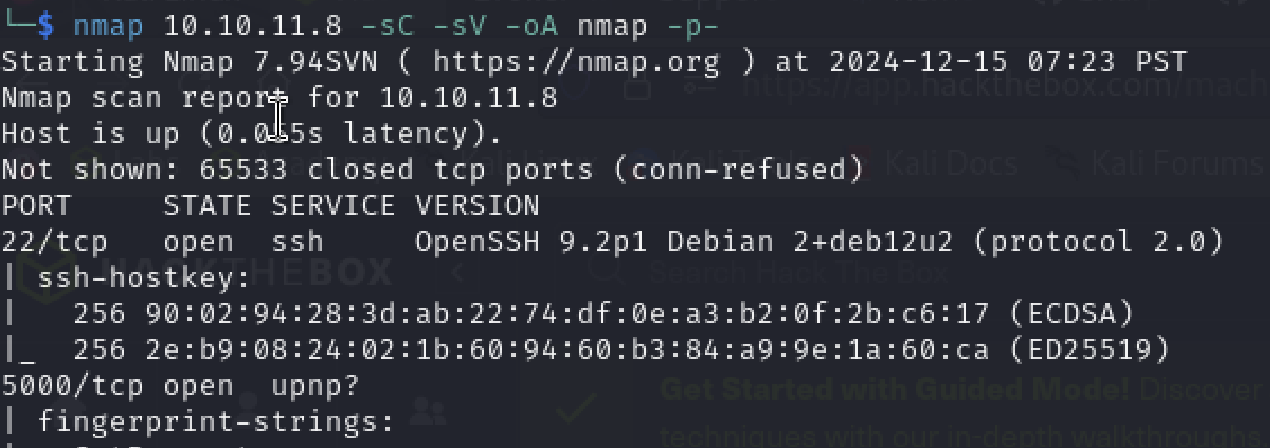 └─$ nmap 10.10.11.8 -sC -sV -oA nmap -p-
Starting Nmap 7.94SVN ( https://nmap.org ) at 2024-12-15 07:23 PST
Nmap scan report for 10.10.11.8
Host is up ( latency).
Not shown: 65533 closed tcp ports (conn-refused)
PORT     STATE SERVICE VERSION
22/tcp   open  ssh     OpenSSH 9.2p1 Debian 2+deb12u2 (protocol 2.0)
| ssh-hostkey:
|   256 90:02:94:28:3d:ab:22:74:df:0e:a3:b2:0f:2b:c6:17 (ECDSA)
|_  256 2e:b9:08:24:02:1b:60:94:60:b3:84:a9:9e:1a:60:ca (ED25519)
5000/tcp open  upnp?
| fingerprint-strings:
https://app.hackthebox.com/mach
Kali Docs
Kali Forums
HACKTHEBOX
Search Hack The Box
Get Started with Guided Mode! Discover
techniques with our in-depth walkthroughs